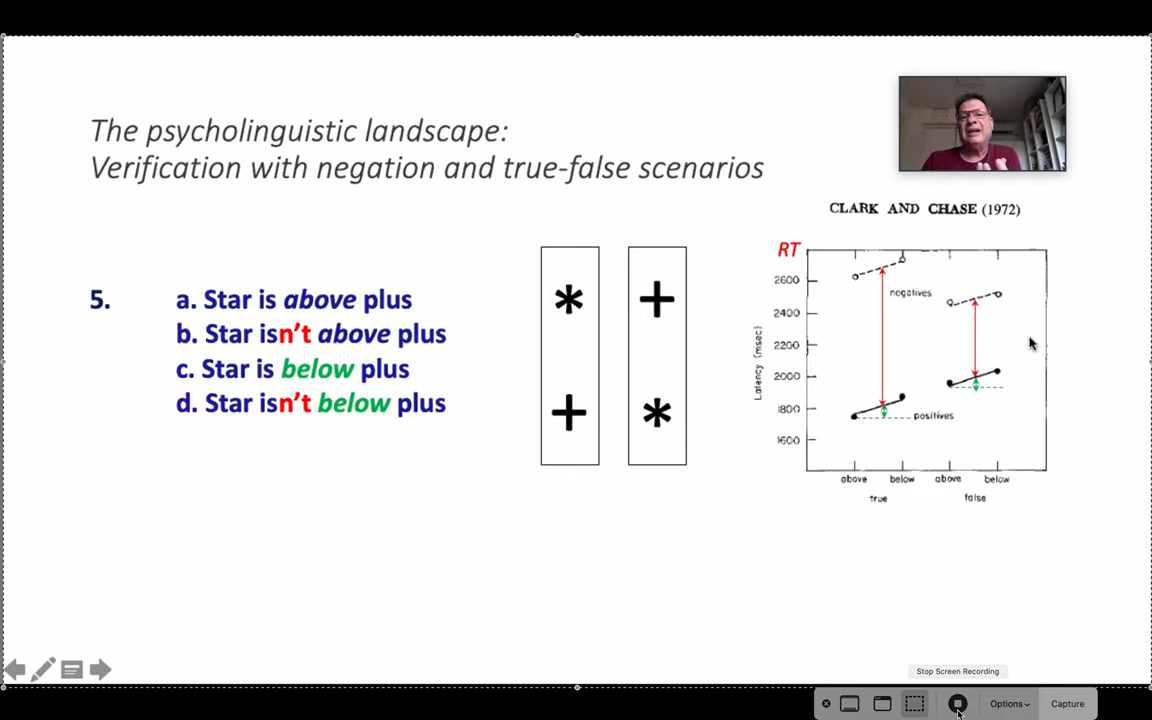 The psycholinguistic landscape:
Verification with negation and true-false scenarios
CLARK AND CHASE (1972)
5.
a. Star is above plus
b. Star isn't above plus
c. Star is below plus
d. Star isn't below plus
* +
+ *
RT
2600
2400
2200
2000
1800
1600
Latency (msec)
negatives
positives
above below above below
true false
Stop Screen Recording
Options
Capture